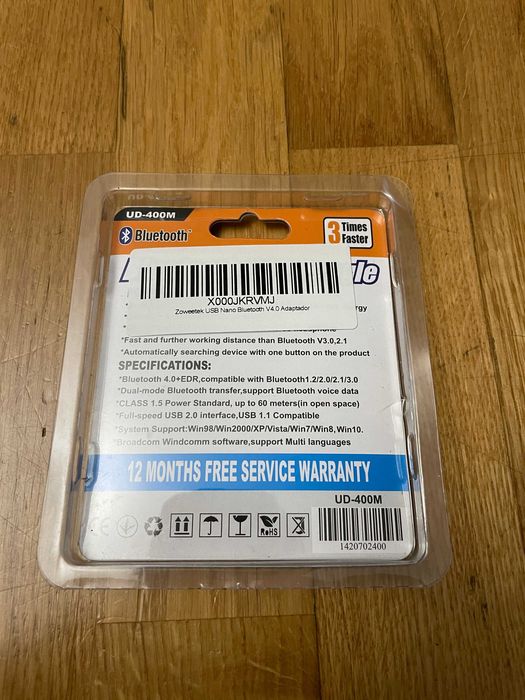 UD-400M
Bluetooth
3 Times
Faster
X000JKRVMJ
Zoweetek USB Nano Bluetooth V4.0 Adaptador
*Fast and further working distance than Bluetooth V3.0,2.1
*Automatically searching device with one button on the product
SPECIFICATIONS:
*Bluetooth 4.0+EDR,compatible with Bluetooth1.2/2.0/2.1/3.0
*Dual-mode Bluetooth transfer,support Bluetooth voice data
*CLASS 1.5 Power Standard, up to 60 meters(in open space)
*Full-speed USB 2.0 interface,USB 1.1 Compatible
*System Support:Win98/Win2000/XP/Vista/Win7/Win8,Win10.
*Broadcom Windcomm software,support Multi languages
12 MONTHS FREE SERVICE WARRANTY
UD-400M
CE
RoHS
1420702400